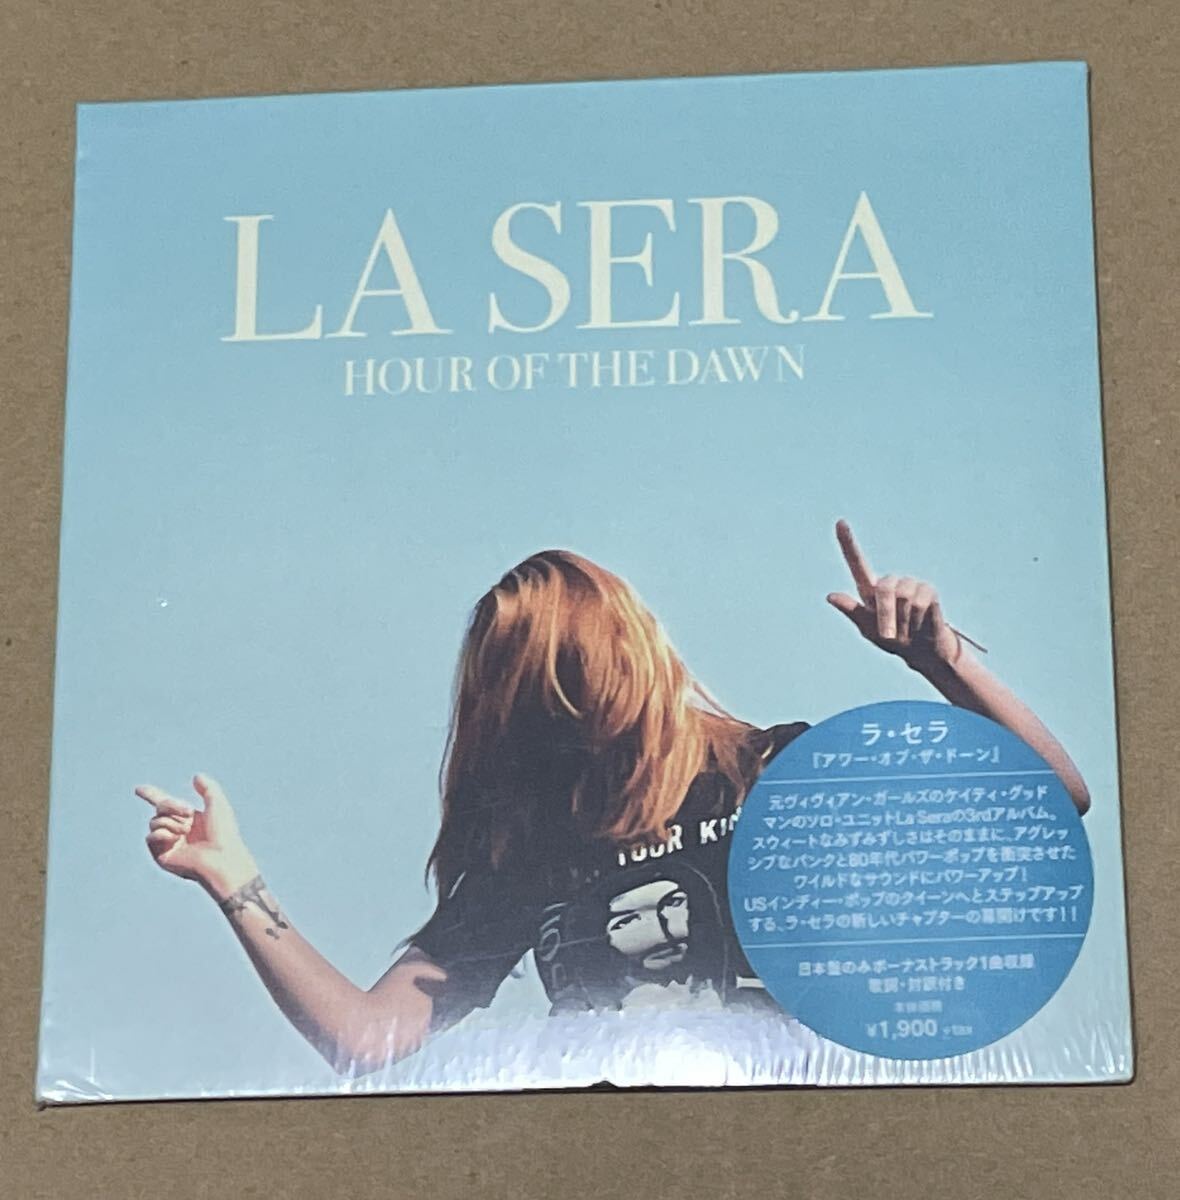 LA SERA
HOUR OF THE DAWN
YOUR KIN
ラ・セラ
『アワー・オブ・ザ・ドーン』
元ヴィヴィアン・ガールズのケイティ・グッド
マンのソロ・ユニットLa Seraの3rdアルバム。
スウィートなみずみずしさはそのままに、アグレッ
シブなパンクと80年代パワーポップを衝突させた
ワイルドなサウンドにパワーアップ!
USインディー・ポップのクイーンへとステップアップ
する、ラ・セラの新しいチャプターの幕開けです!!
日本盤のみボーナストラック1曲収録
歌詞・対訳付き
本体価格
¥1,900 +tax